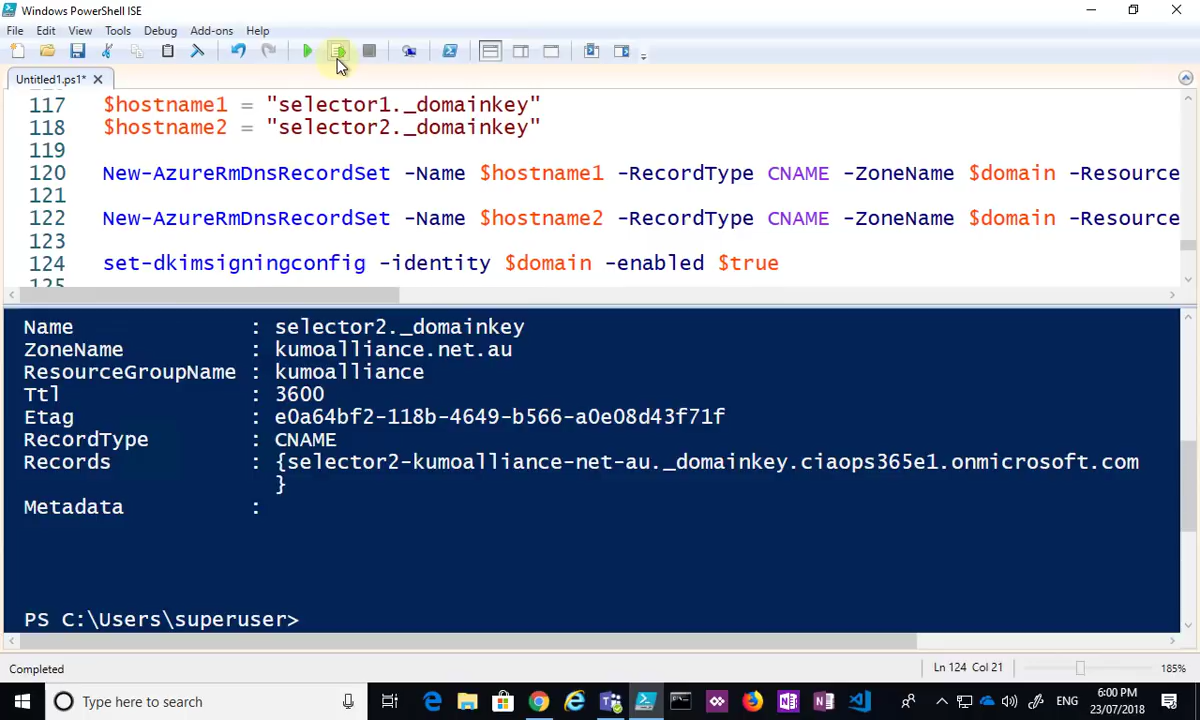 Windows PowerShell ISE
File Edit View Tools Debug Add-ons Help
Untitled1.ps1*
117 $hostname1 = "selector1._domainkey"
118 $hostname2 = "selector2._domainkey"
119
120 New-AzureRmDnsRecordSet -Name $hostname1 -RecordType CNAME -ZoneName $domain -Resource
121
122 New-AzureRmDnsRecordSet -Name $hostname2 -RecordType CNAME -ZoneName $domain -Resource
123
124 set-dkimsigningconfig -identity $domain -enabled $true
125
Name : selector2._domainkey
ZoneName : kumoalliance.net.au
ResourceGroupName : kumoalliance
Ttl : 3600
Etag : e0a64bf2-118b-4649-b566-a0e08d43f71f
RecordType : CNAME
Records : {selector2-kumoalliance-net-au._domainkey.ciaops365e1.onmicrosoft.com
}
Metadata :
PS C:\Users\superuser>
Completed
Ln 124 Col 21
185%
Type here to search
ENG
6:00 PM
23/07/2018